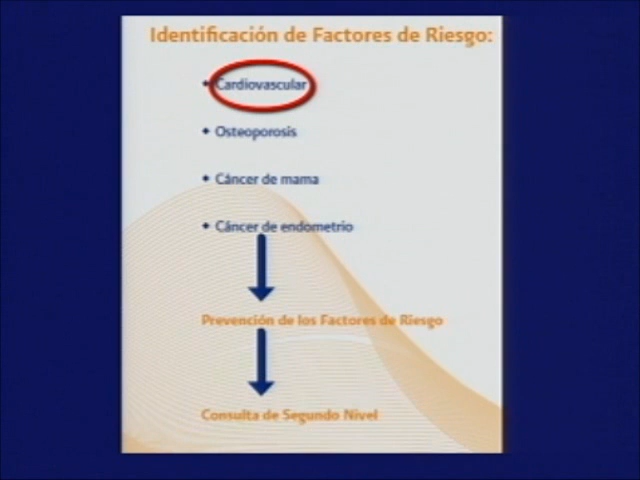 Identificación de Factores de Riesgo:
Cardiovascular
Osteoporosis
Cáncer de mama
Cáncer de endometrio
Prevención de los Factores de Riesgo
Consulta de Segundo Nivel